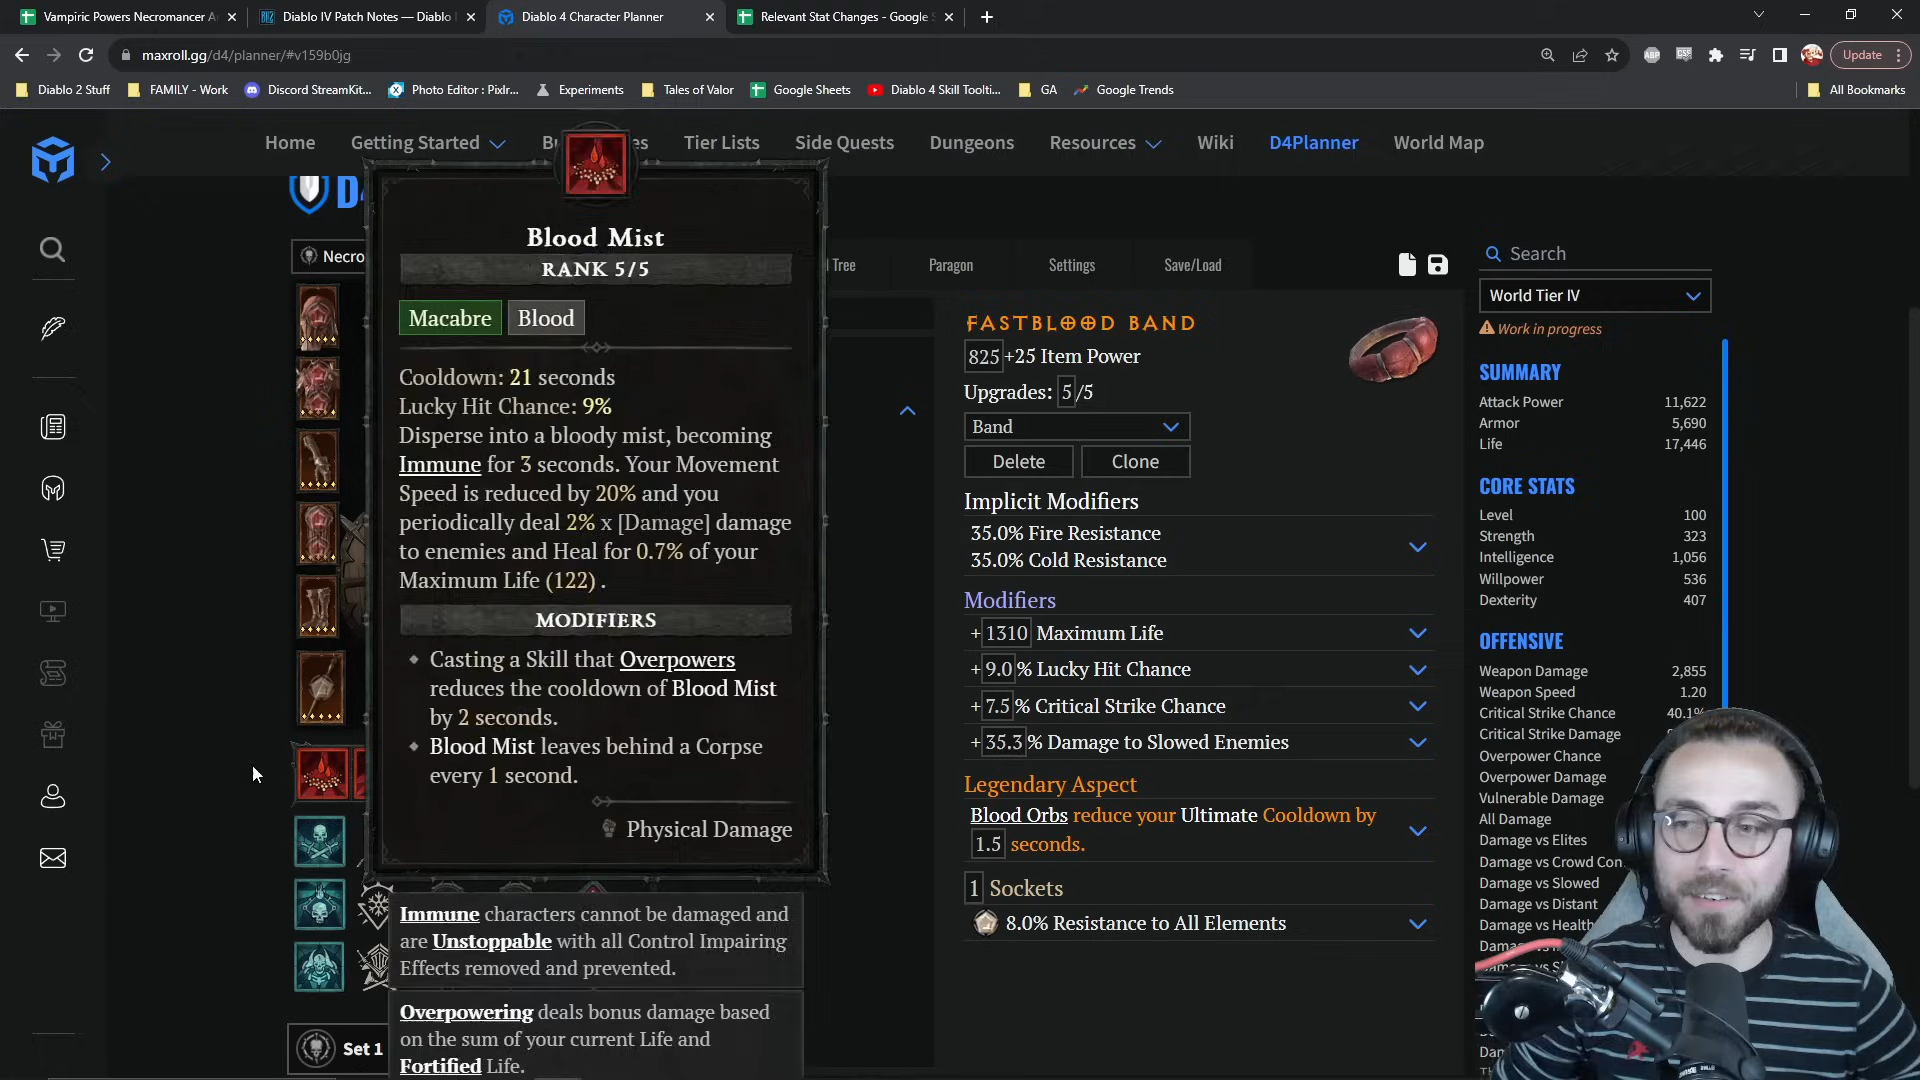 Vampiric Powers Necromancer A
Diablo IV Patch Notes — Diablo
Diablo 4 Character Planner
Relevant Stat Changes - Google S
maxroll.gg/d4/planner/#v159b0jg
Update
Diablo 2 Stuff
FAMILY - Work
Discord StreamKit...
Photo Editor : Pixlr...
Experiments
Tales of Valor
Google Sheets
Diablo 4 Skill Toolti...
GA
Google Trends
All Bookmarks
Home
Getting Started
Tier Lists
Side Quests
Dungeons
Resources
Wiki
D4Planner
World Map
Necro
Tree
Paragon
Settings
Save/Load
Blood Mist
RANK 5/5
Macabre Blood
Cooldown: 21 seconds
Lucky Hit Chance: 9%
Disperse into a bloody mist, becoming
Immune for 3 seconds. Your Movement
Speed is reduced by 20% and you
periodically deal 2% x [Damage] damage
to enemies and Heal for 0.7% of your
Maximum Life (122) .
MODIFIERS
Casting a Skill that Overpowers
reduces the cooldown of Blood Mist
by 2 seconds.
Blood Mist leaves behind a Corpse
every 1 second.
Physical Damage
Immune characters cannot be damaged and
are Unstoppable with all Control Impairing
Effects removed and prevented.
Overpowering deals bonus damage based
on the sum of your current Life and
Fortified Life.
Set 1
FASTBLOOD BAND
825 +25 Item Power
Upgrades: 5 /5
Band
Delete
Clone
Implicit Modifiers
35.0% Fire Resistance
35.0% Cold Resistance
Modifiers
+ 1310 Maximum Life
+ 9.0 % Lucky Hit Chance
+ 7.5 % Critical Strike Chance
+ 35.3 % Damage to Slowed Enemies
Legendary Aspect
Blood Orbs reduce your Ultimate Cooldown by
1.5 seconds.
1 Sockets
8.0% Resistance to All Elements
Search
World Tier IV
Work in progress
SUMMARY
Attack Power 11,622
Armor 5,690
Life 17,446
CORE STATS
Level 100
Strength 323
Intelligence 1,056
Willpower 536
Dexterity 407
OFFENSIVE
Weapon Damage 2,855
Weapon Speed 1.20
Critical Strike Chance 40.1%
Critical Strike Damage
Overpower Chance
Overpower Damage
Vulnerable Damage
All Damage
Damage vs Elites
Damage vs Crowd Con
Damage vs Slowed
Damage vs Distant
Damage vs Health